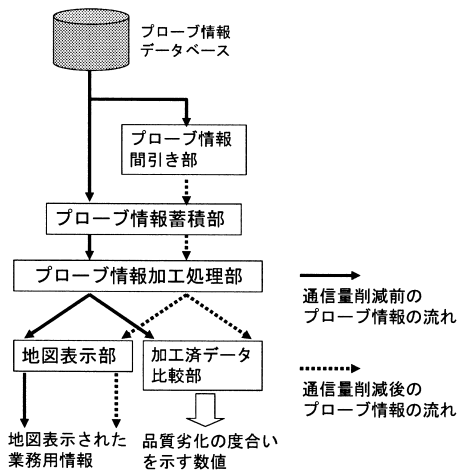 プローブ情報
データベース
プローブ情報
間引き部
プローブ情報蓄積部
プローブ情報加工処理部
通信量削減前の
プローブ情報の流れ
地図表示部
加工済データ
比較部
通信量削減後の
プローブ情報の流れ
地図表示された
業務用情報
品質劣化の度合い
を示す数値